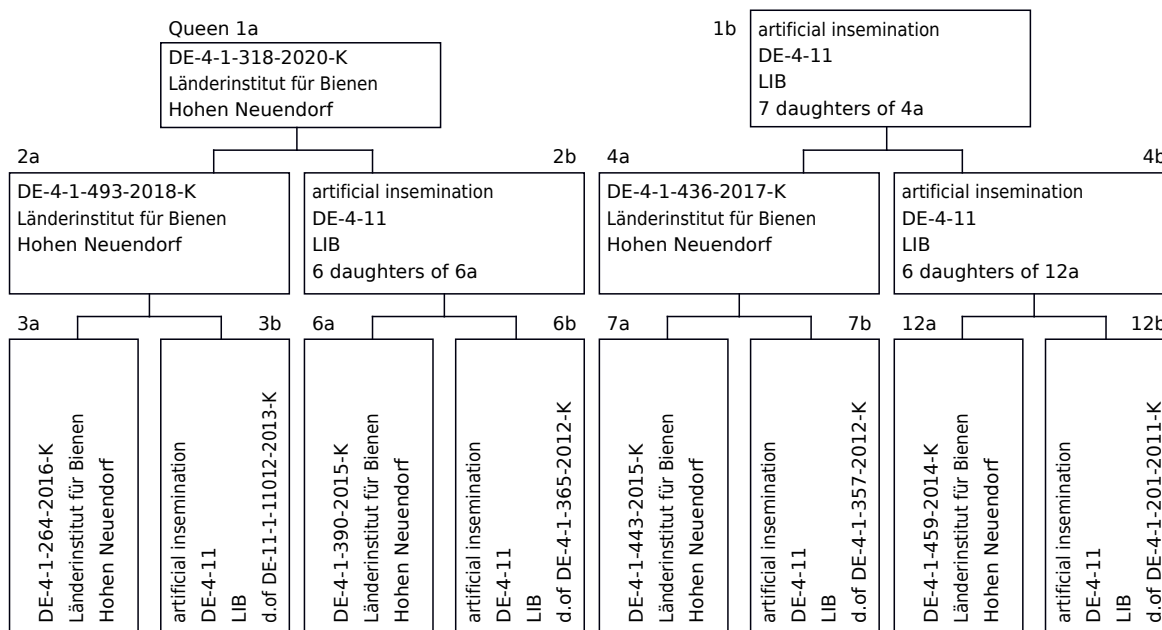 Queen 1a
DE-4-1-318-2020-K
Länderinstitut für Bienen
Hohen Neuendorf
1b
artificial insemination
DE-4-11
LIB
7 daughters of 4a
2a
DE-4-1-493-2018-K
Länderinstitut für Bienen
Hohen Neuendorf
2b
artificial insemination
DE-4-11
LIB
6 daughters of 6a
4a
DE-4-1-436-2017-K
Länderinstitut für Bienen
Hohen Neuendorf
4b
artificial insemination
DE-4-11
LIB
6 daughters of 12a
3a
DE-4-1-264-2016-K
Länderinstitut für Bienen
Hohen Neuendorf
3b
artificial insemination
DE-4-11
LIB
d.of DE-11-1-11012-2013-K
6a
DE-4-1-390-2015-K
Länderinstitut für Bienen
Hohen Neuendorf
6b
artificial insemination
DE-4-11
LIB
d.of DE-4-1-365-2012-K
7a
DE-4-1-443-2015-K
Länderinstitut für Bienen
Hohen Neuendorf
7b
artificial insemination
DE-4-11
LIB
d.of DE-4-1-357-2012-K
12a
DE-4-1-459-2014-K
Länderinstitut für Bienen
Hohen Neuendorf
12b
artificial insemination
DE-4-11
LIB
d.of DE-4-1-201-2011-K